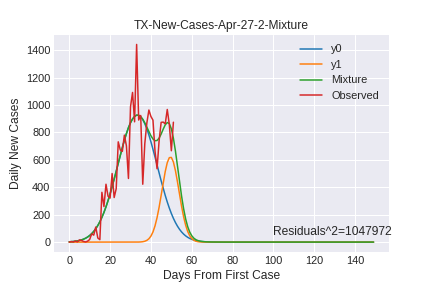 TX-New-Cases-Apr-27-2-Mixture
1400
1200
1000
800
600
400
200
0
Daily New Cases
y0
y1
Mixture
Observed
Residuals^2=1047972
0 20 40 60 80 100 120 140
Days From First Case